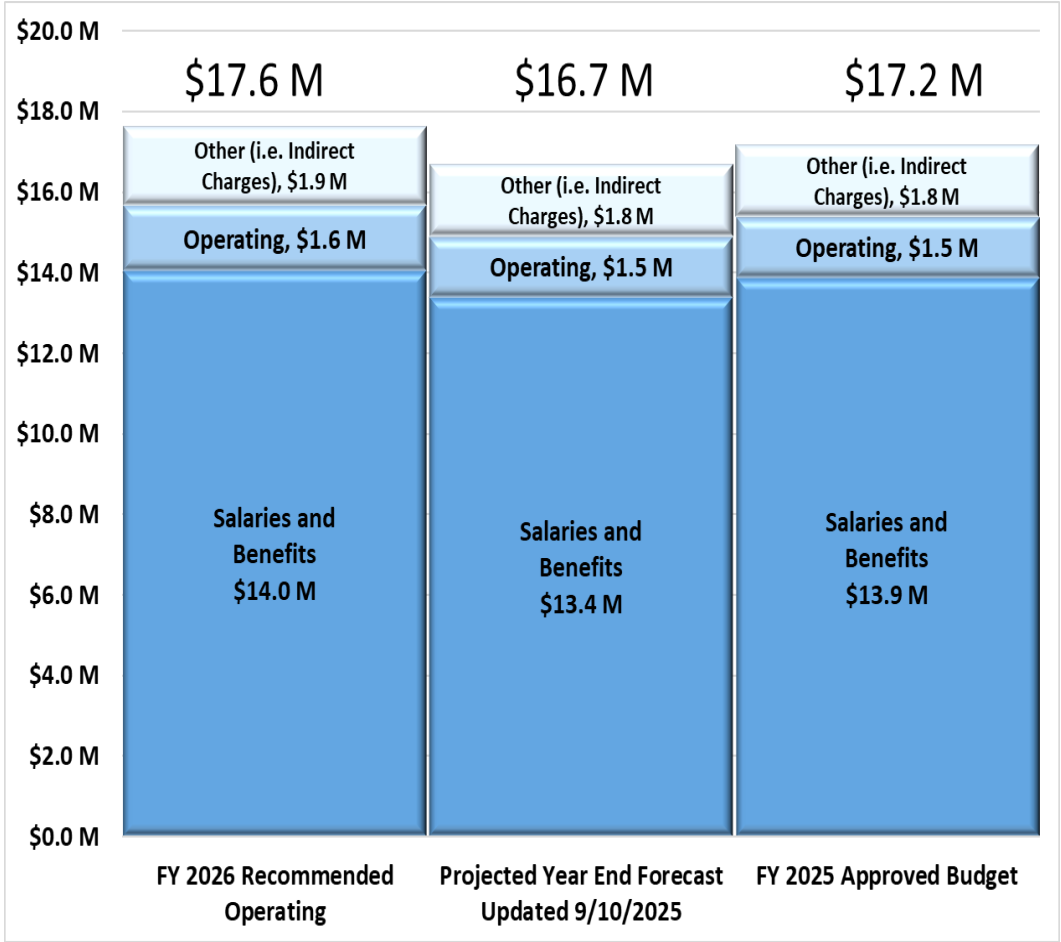 $20.0 M
$18.0 M
$16.0 M
$14.0 M
$12.0 M
$10.0 M
$8.0 M
$6.0 M
$4.0 M
$2.0 M
$0.0 M
$17.6 M
Other (i.e. Indirect
Charges), $1.9 M
Operating, $1.6 M
Salaries and
Benefits
$14.0 M
FY 2026 Recommended
Operating
$16.7 M
Other (i.e. Indirect
Charges), $1.8 M
Operating, $1.5 M
Salaries and
Benefits
$13.4 M
Projected Year End Forecast
Updated 9/10/2025
$17.2 M
Other (i.e. Indirect
Charges), $1.8 M
Operating, $1.5 M
Salaries and
Benefits
$13.9 M
FY 2025 Approved Budget